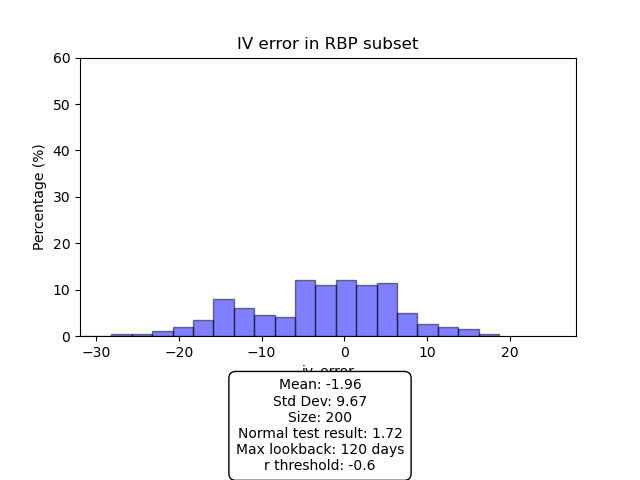 IV error in RBP subset
60
50
40
30
20
10
0
Percentage (%)
−30
−20
−10
0
10
20
iv_error
Mean: -1.96
Std Dev: 9.67
Size: 200
Normal test result: 1.72
Max lookback: 120 days
r threshold: -0.6